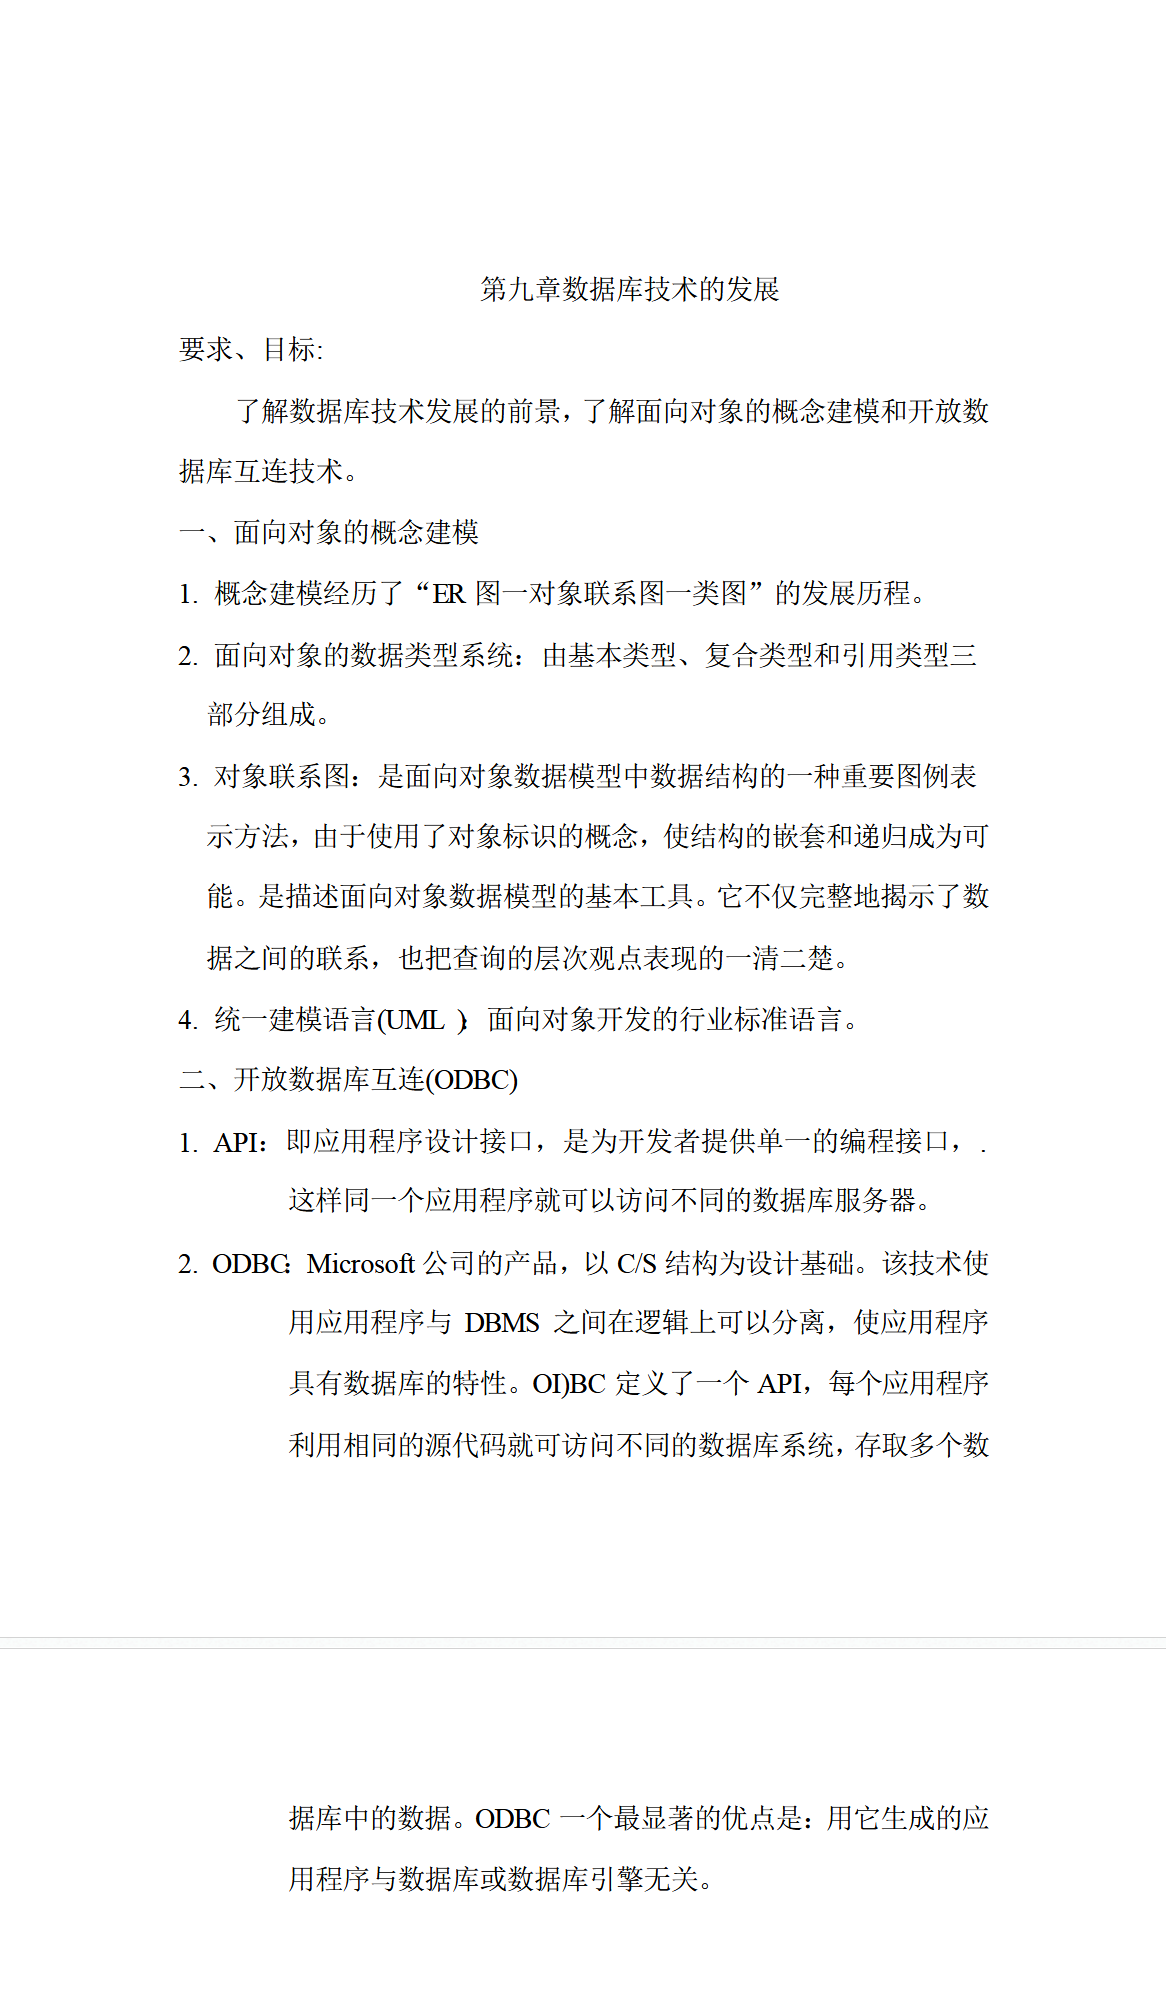 第九章数据库技术的发展
要求、目标:
了解数据库技术发展的前景，了解面向对象的概念建模和开放数
据库互连技术。
一、面向对象的概念建模
1. 概念建模经历了“ER 图一对象联系图一类图”的发展历程。
2. 面向对象的数据类型系统：由基本类型、复合类型和引用类型三
部分组成。
3. 对象联系图：是面向对象数据模型中数据结构的一种重要图例表
示方法，由于使用了对象标识的概念，使结构的嵌套和递归成为可
能。是描述面向对象数据模型的基本工具。它不仅完整地揭示了数
据之间的联系，也把查询的层次观点表现的一清二楚。
4. 统一建模语言(UML )：面向对象开发的行业标准语言。
二、开放数据库互连(ODBC)
1. API：即应用程序设计接口，是为开发者提供单一的编程接口，.
这样同一个应用程序就可以访问不同的数据库服务器。
2. ODBC：Microsoft 公司的产品，以 C/S 结构为设计基础。该技术使
用应用程序与 DBMS 之间在逻辑上可以分离，使应用程序
具有数据库的特性。OI)BC 定义了一个 API，每个应用程序
利用相同的源代码就可访问不同的数据库系统，存取多个数
据库中的数据。ODBC 一个最显著的优点是：用它生成的应
用程序与数据库或数据库引擎无关。